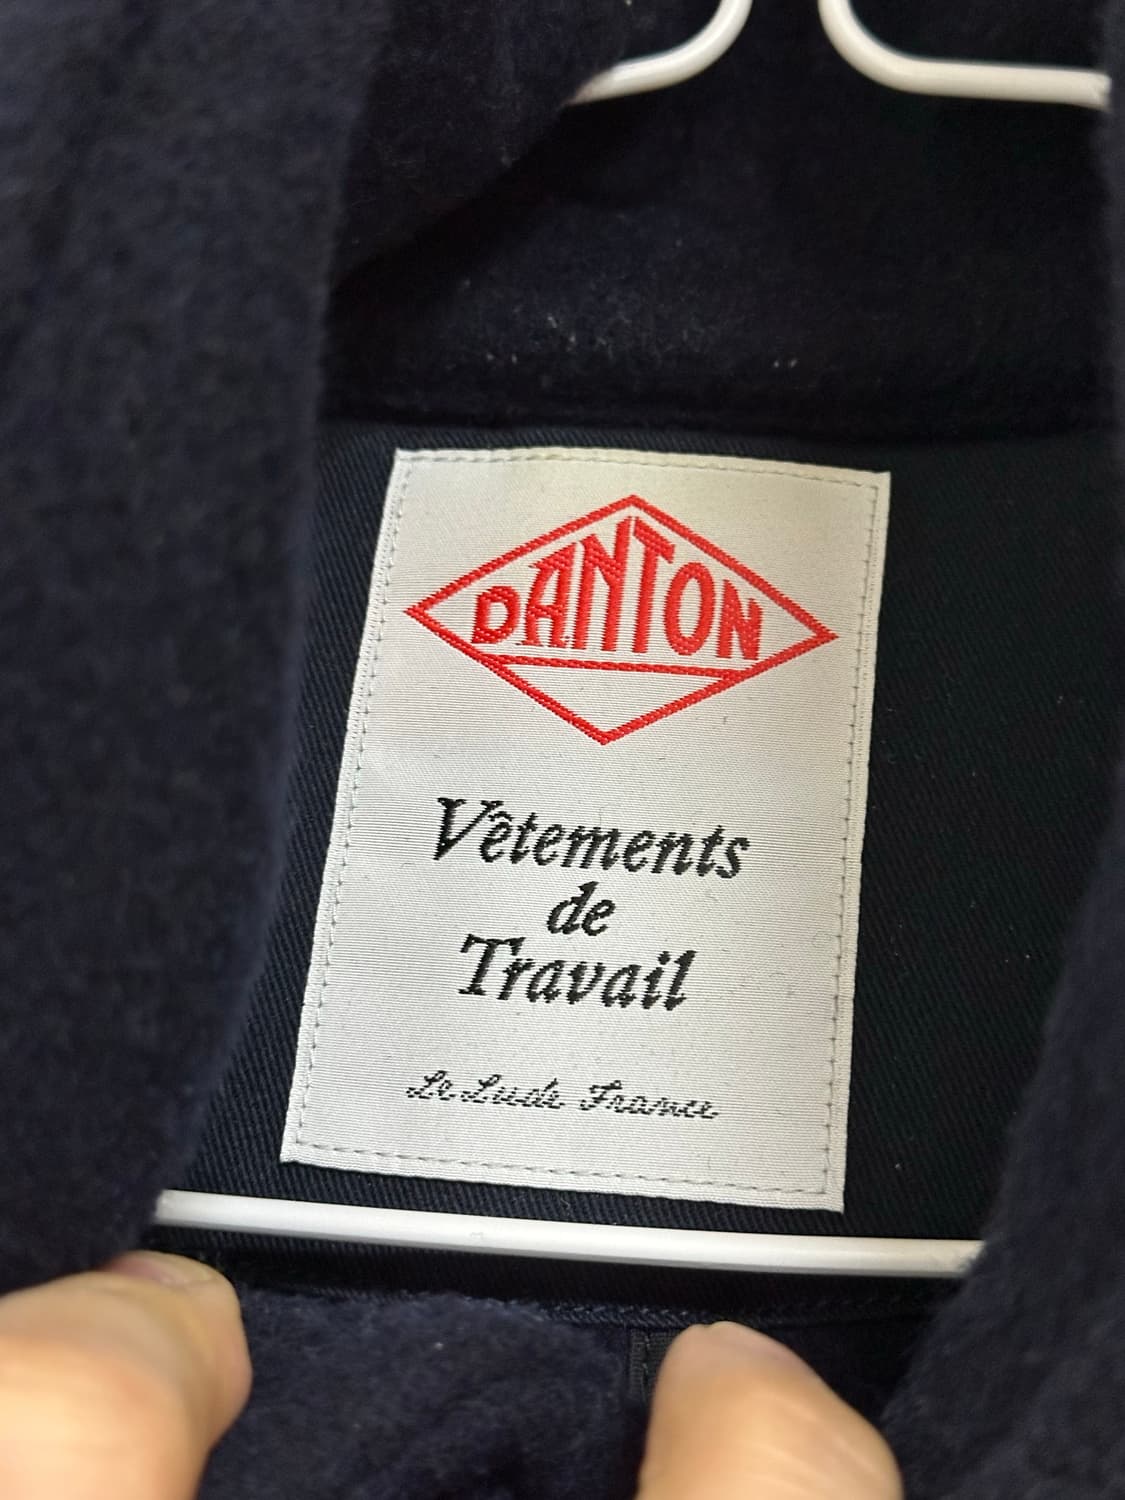 DANTON
Vêtements
de
Travail
Le Lude France